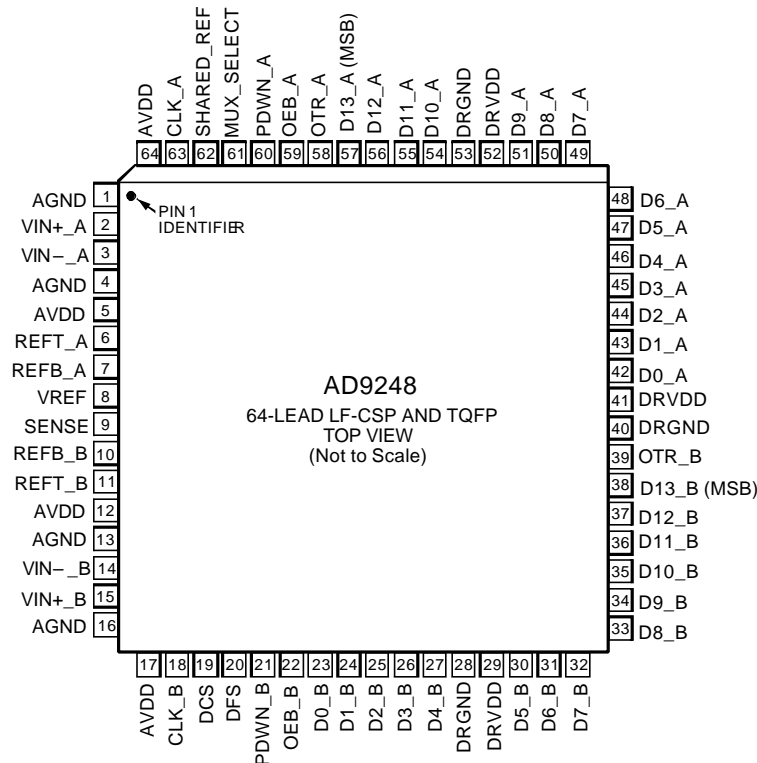 AVDD
CLK_A
SHARED_REF
MUX_SELECT
PDWN_A
OEB_A
OTR_A
D13_A (MSB)
D12_A
D11_A
D10_A
DRGND
DRVDD
D9_A
D8_A
D7_A
64 63 62 61 60 59 58 57 56 55 54 53 52 51 50 49
AGND 1
VIN+_A 2
VIN–_A 3
AGND 4
AVDD 5
REFT_A 6
REFB_A 7
VREF 8
SENSE 9
REFB_B 10
REFT_B 11
AVDD 12
AGND 13
VIN–_B 14
VIN+_B 15
AGND 16
PIN 1
IDENTIFIER
AD9248
64-LEAD LF-CSP AND TQFP
TOP VIEW
(Not to Scale)
48 D6_A
47 D5_A
46 D4_A
45 D3_A
44 D2_A
43 D1_A
42 D0_A
41 DRVDD
40 DRGND
39 OTR_B
38 D13_B (MSB)
37 D12_B
36 D11_B
35 D10_B
34 D9_B
33 D8_B
17 18 19 20 21 22 23 24 25 26 27 28 29 30 31 32
AVDD
CLK_B
DCS
DFS
PDWN_B
OEB_B
D0_B
D1_B
D2_B
D3_B
D4_B
DRGND
DRVDD
D5_B
D6_B
D7_B